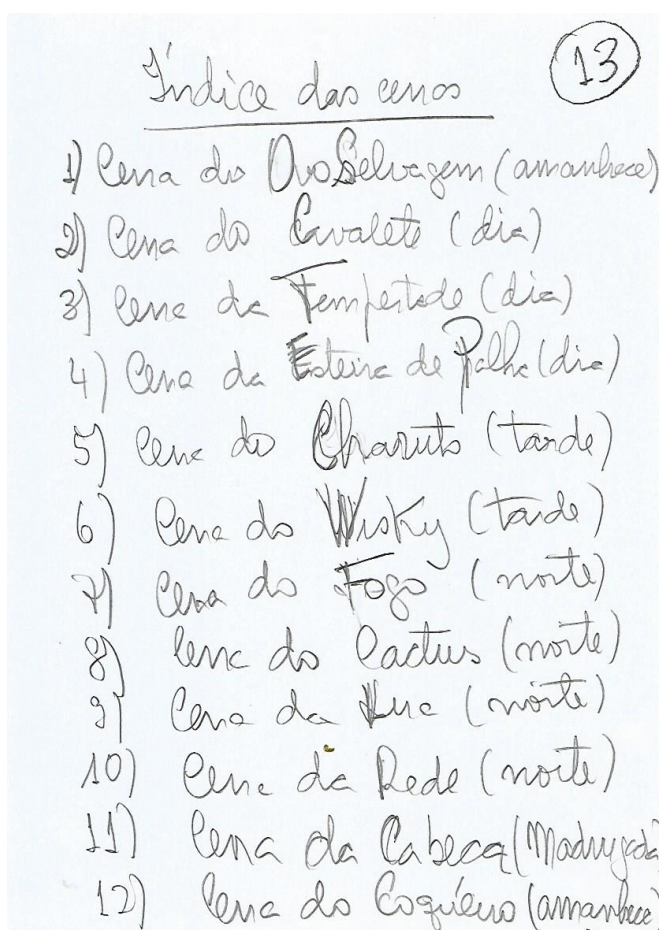 13
Índice das cenas
1) Cena do Ovo Selvagem (amanhece)
2) Cena do Cavalete (dia)
3) Cena da Tempestade (dia)
4) Cena da Esteira de Palha (dia)
5) Cena do Charuto (tarde)
6) Cena do Wisky (tarde)
7) Cena do Fogo (noite)
8) Cena do Cactus (noite)
9) Cena da Lua (noite)
10) Cena da Rede (noite)
11) Cena da Cabeca (Madrugada
12) Cena do Coqueiro (amanhece